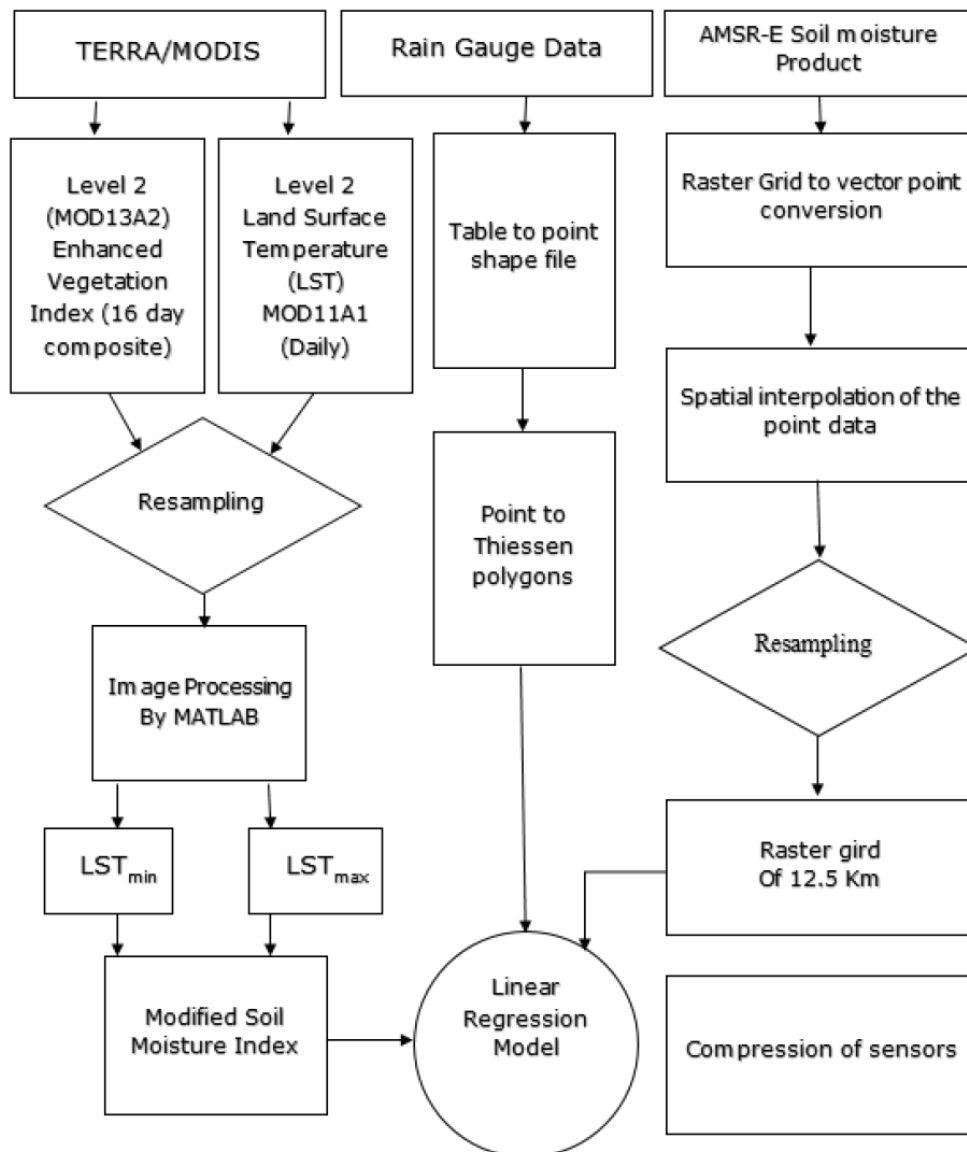 TERRA/MODIS
Rain Gauge Data
AMSR-E Soil moisture
Product
Level 2
(MOD13A2)
Enhanced
Vegetation
Index (16 day
composite)
Level 2
Land Surface
Temperature
(LST)
MOD11A1
(Daily)
Table to point
shape file
Raster Grid to vector point
conversion
Spatial interpolation of the
point data
Resampling
Point to
Thiessen
polygons
Resampling
Image Processing
By MATLAB
LSTmin
LSTmax
Raster gird
Of 12.5 Km
Modified Soil
Moisture Index
Linear
Regression
Model
Compression of sensors